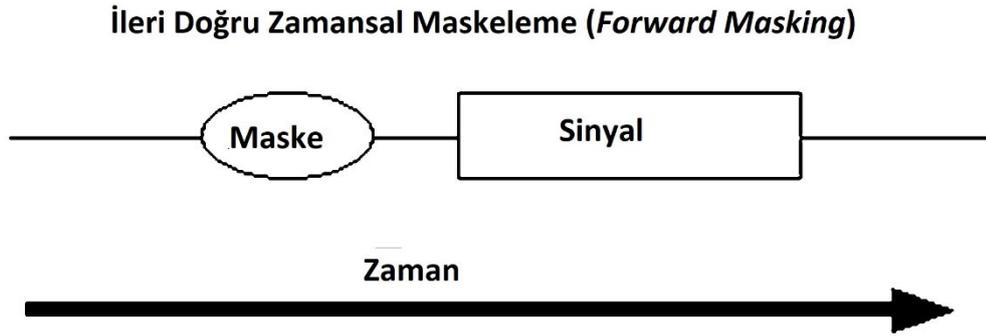 İleri Doğru Zamansal Maskeleme (Forward Masking)
Maske
Sinyal
Zaman